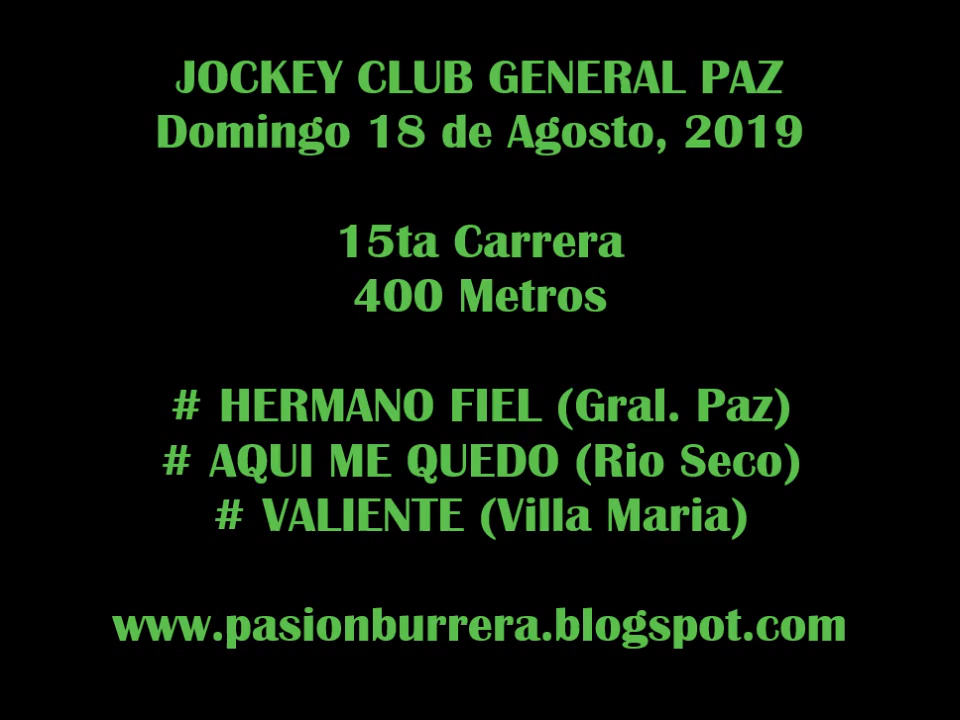 JOCKEY CLUB GENERAL PAZ
Domingo 18 de Agosto, 2019
15ta Carrera
400 Metros
# HERMANO FIEL (Gral. Paz)
# AQUI ME QUEDO (Rio Seco)
# VALIENTE (Villa Maria)
www.pasionburrera.blogspot.com